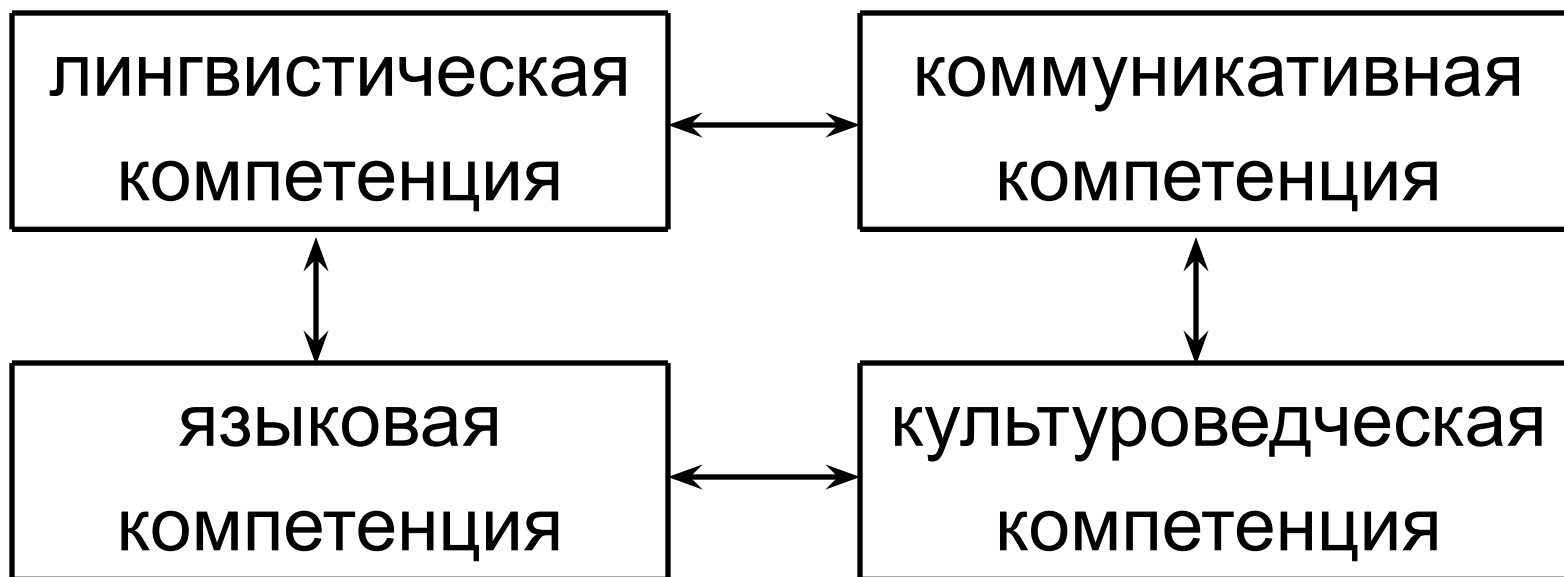 лингвистическая
компетенция
коммуникативная
компетенция
языковая
компетенция
культуроведческая
компетенция